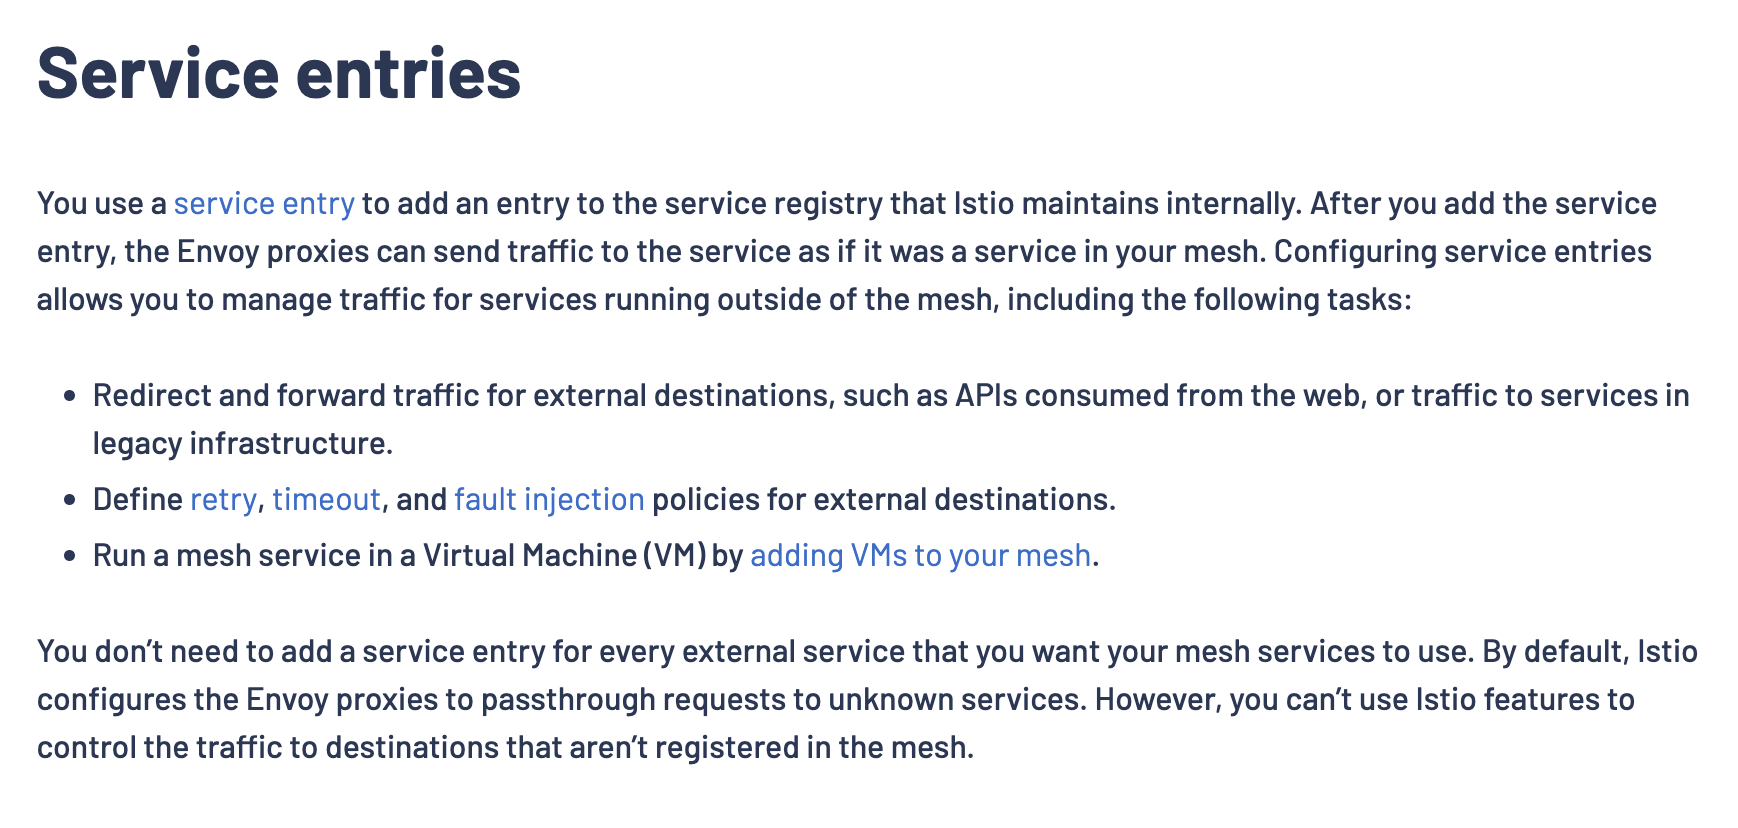 Service entries
You use a service entry to add an entry to the service registry that Istio maintains internally. After you add the service
entry, the Envoy proxies can send traffic to the service as if it was a service in your mesh. Configuring service entries
allows you to manage traffic for services running outside of the mesh, including the following tasks:
• Redirect and forward traffic for external destinations, such as APIs consumed from the web, or traffic to services in
legacy infrastructure.
• Define retry, timeout, and fault injection policies for external destinations.
• Run a mesh service in a Virtual Machine (VM) by adding VMs to your mesh.
You don’t need to add a service entry for every external service that you want your mesh services to use. By default, Istio
configures the Envoy proxies to passthrough requests to unknown services. However, you can’t use Istio features to
control the traffic to destinations that aren’t registered in the mesh.